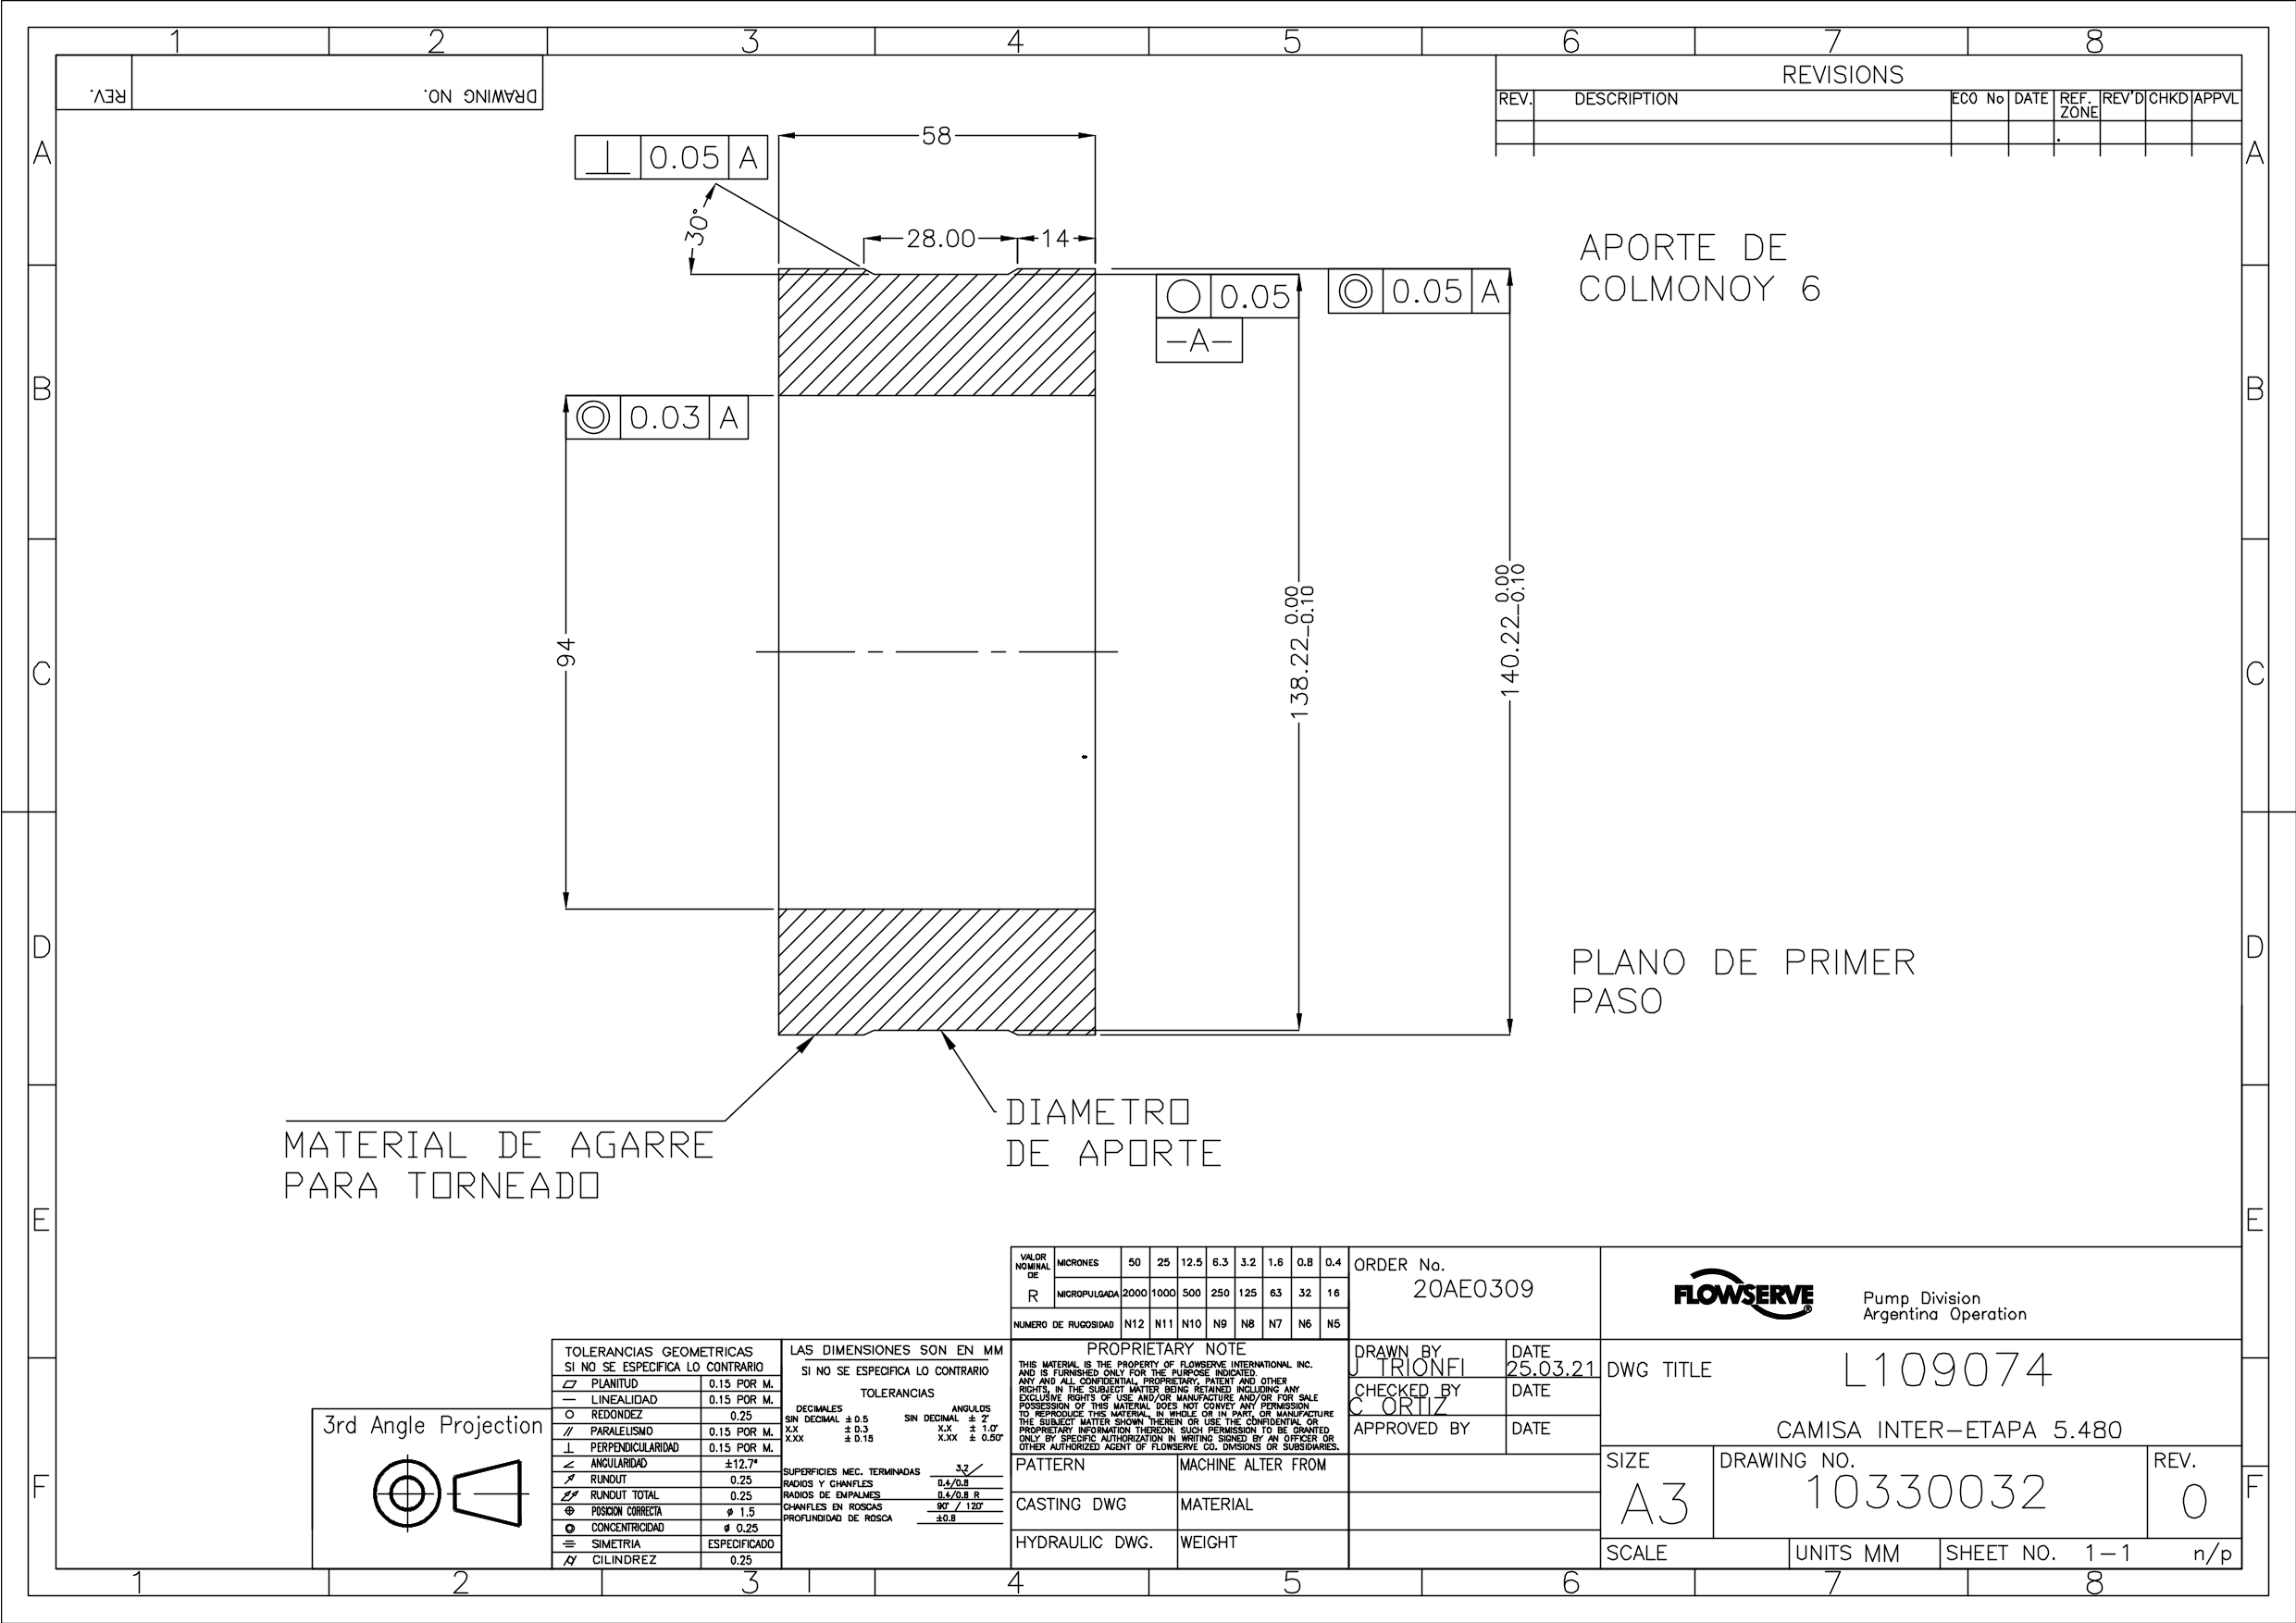 1 2 3 4 5 6 7 8
REV. DRAWING NO.
REVISIONS
REV. DESCRIPTION ECO No DATE REF. ZONE REV'D CHKD APPVL
A A
B B
C C
D D
E E
F F
58
⊥ 0.05 A
30°
28.00 14
APORTE DE
COLMONOY 6
○ 0.05
◎ 0.05 A
-A-
◎ 0.03 A
94
138.22 0.00 -0.10
140.22 0.00 -0.10
PLANO DE PRIMER
PASO
DIAMETRO
DE APORTE
MATERIAL DE AGARRE
PARA TORNEADO
3rd Angle Projection
TOLERANCIAS GEOMETRICAS
SI NO SE ESPECIFICA LO CONTRARIO
PLANITUD 0.15 POR M.
LINEALIDAD 0.15 POR M.
REDONDEZ 0.25
PARALELISMO 0.15 POR M.
PERPENDICULARIDAD 0.15 POR M.
ANGULARIDAD ±12.7"
RUNOUT 0.25
RUNOUT TOTAL 0.25
POSICION CORRECTA ø 1.5
CONCENTRICIDAD ø 0.25
SIMETRIA ESPECIFICADO
CILINDREZ 0.25
LAS DIMENSIONES SON EN MM
SI NO SE ESPECIFICA LO CONTRARIO
TOLERANCIAS
DECIMALES ANGULOS
SIN DECIMAL ± 0.5 SIN DECIMAL ± 2°
X.X ± 0.3 X.X ± 1.0°
X.XX ± 0.15 X.XX ± 0.50°
SUPERFICIES MEC. TERMINADAS 3.2
RADIOS Y CHANFLES 0.4/0.8
RADIOS DE EMPALMES 0.4/0.8 R
CHANFLES EN ROSCAS 90° / 120°
PROFUNDIDAD DE ROSCA ±0.8
VALOR NOMINAL DE R
MICRONES 50 25 12.5 6.3 3.2 1.6 0.8 0.4
MICROPULGADA 2000 1000 500 250 125 63 32 16
NUMERO DE RUGOSIDAD N12 N11 N10 N9 N8 N7 N6 N5
PROPRIETARY NOTE
THIS MATERIAL IS THE PROPERTY OF FLOWSERVE INTERNATIONAL INC.
AND IS FURNISHED ONLY FOR THE PURPOSE INDICATED.
ANY AND ALL CONFIDENTIAL, PROPRIETARY, PATENT AND OTHER
RIGHTS, IN THE SUBJECT MATTER BEING RETAINED INCLUDING ANY
EXCLUSIVE RIGHTS OF USE AND/OR MANUFACTURE AND/OR FOR SALE
POSSESSION OF THIS MATERIAL DOES NOT CONVEY ANY PERMISSION
TO REPRODUCE THIS MATERIAL, IN WHOLE OR IN PART, OR MANUFACTURE
THE SUBJECT MATTER SHOWN THEREIN OR USE THE CONFIDENTIAL OR
PROPRIETARY INFORMATION THEREON. SUCH PERMISSION TO BE GRANTED
ONLY BY SPECIFIC AUTHORIZATION IN WRITING SIGNED BY AN OFFICER OR
OTHER AUTHORIZED AGENT OF FLOWSERVE CO. DIVISIONS OR SUBSIDIARIES.
PATTERN MACHINE ALTER FROM
CASTING DWG MATERIAL
HYDRAULIC DWG. WEIGHT
ORDER No.
20AE0309
DRAWN BY DATE
J TRIONFI 25.03.21
CHECKED BY DATE
C ORTIZ
APPROVED BY DATE
FLOWSERVE ®
Pump Division
Argentina Operation
DWG TITLE L109074
CAMISA INTER-ETAPA 5.480
SIZE DRAWING NO. REV.
A3 10330032 0
SCALE UNITS MM SHEET NO. 1-1 n/p
1 2 3 4 5 6 7 8